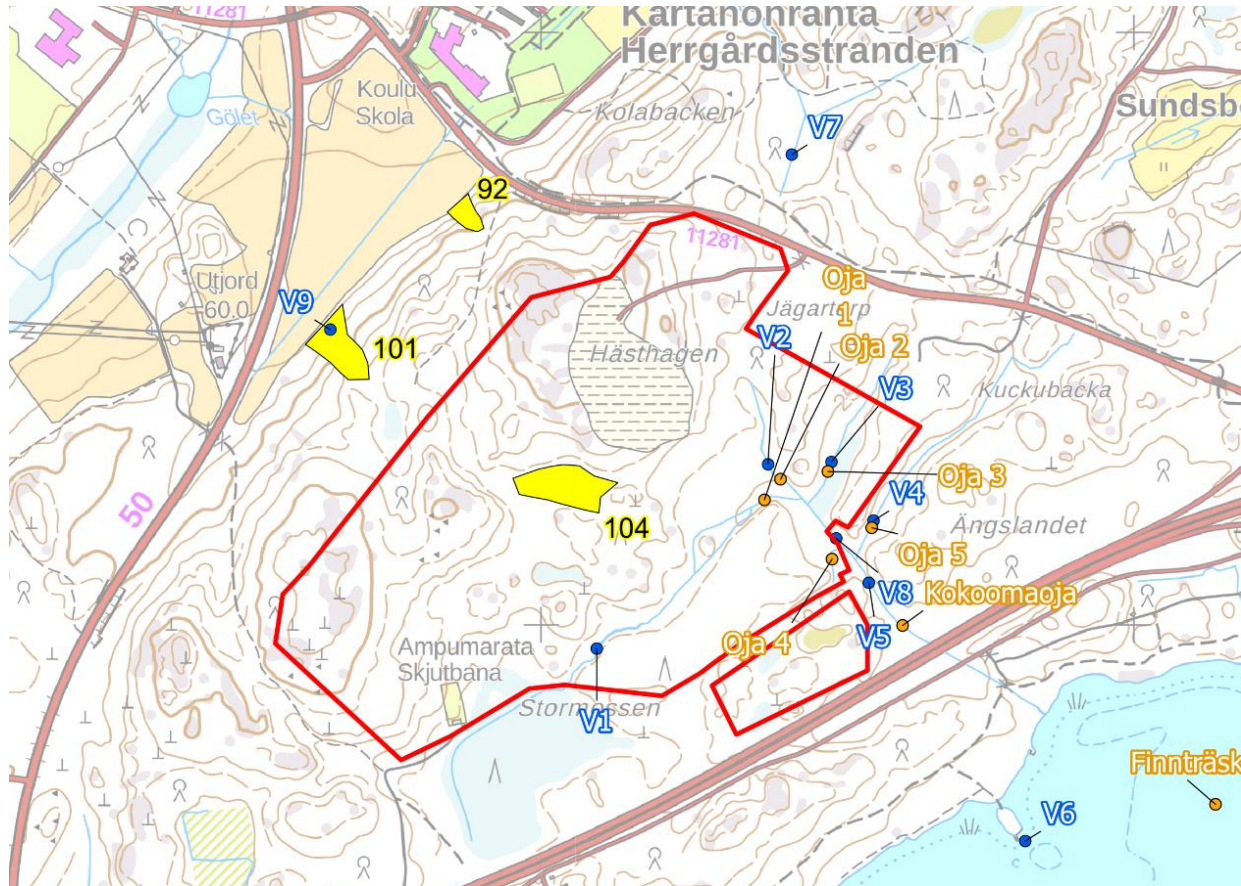 11281
Kartanonranta
Herrgårdsstranden
Koulu
Skola
Gölet
Kolabacken
Sundsb
V7
92
11281
Utjord
60.0
V9
101
Oja
1
Jägartorp
Hästhagen
V2
Oja 2
V3
Kuckubacka
50
104
Oja 3
V4
Ängslandet
Oja 5
V8
Kokoomaoja
Ampumarata
Skjutbana
Oja 4
V5
Stormossen
V1
Finnträsk
V6